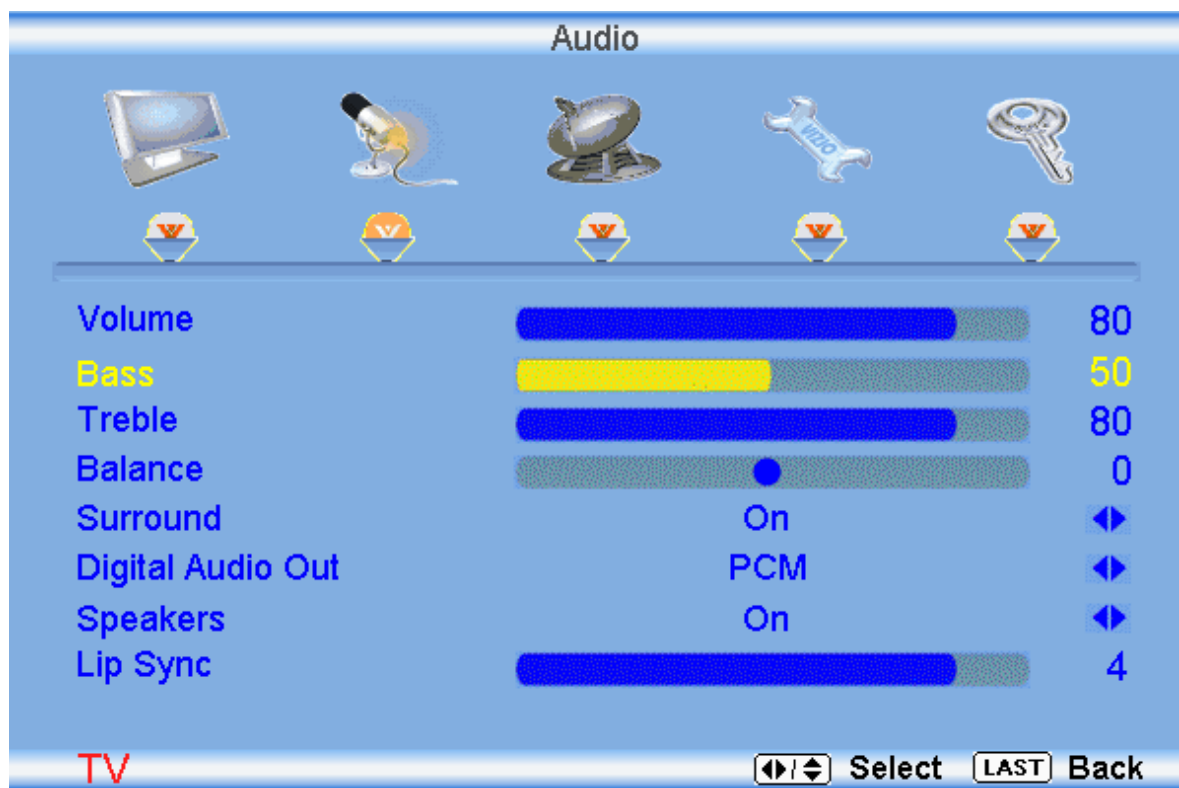 Audio
VIZIO
Volume 80
Bass 50
Treble 80
Balance 0
Surround On
Digital Audio Out PCM
Speakers On
Lip Sync 4
TV Select LAST Back